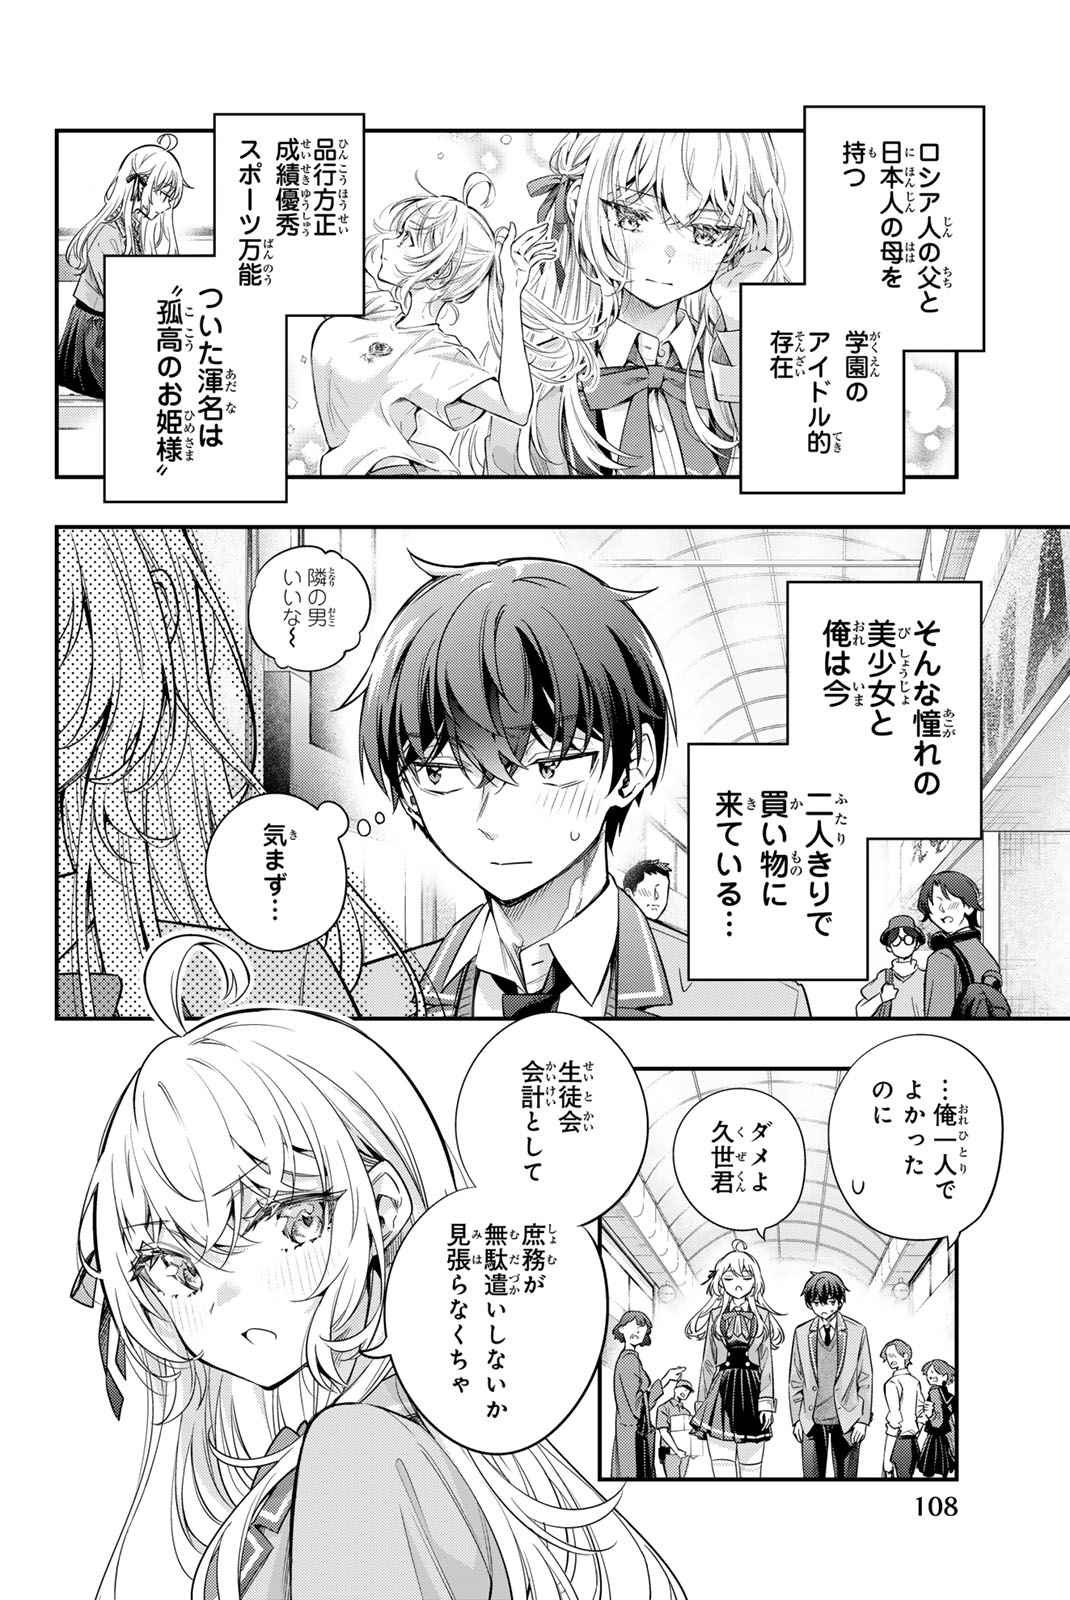 ロシア人の父と
日本人の母を
持つ
学園の
アイドル的
存在
品行方正
成績優秀
スポーツ万能
ついた渾名は
〝孤高のお姫様〟
そんな憧れの
美少女と
俺は今
二人きりで
買い物に
来ている…
隣の男
いいな〜
気まず…
…俺一人で
よかった
のに
ダメよ
久世君
生徒会
会計として
庶務が
無駄遣いしないか
見張らなくちゃ
108